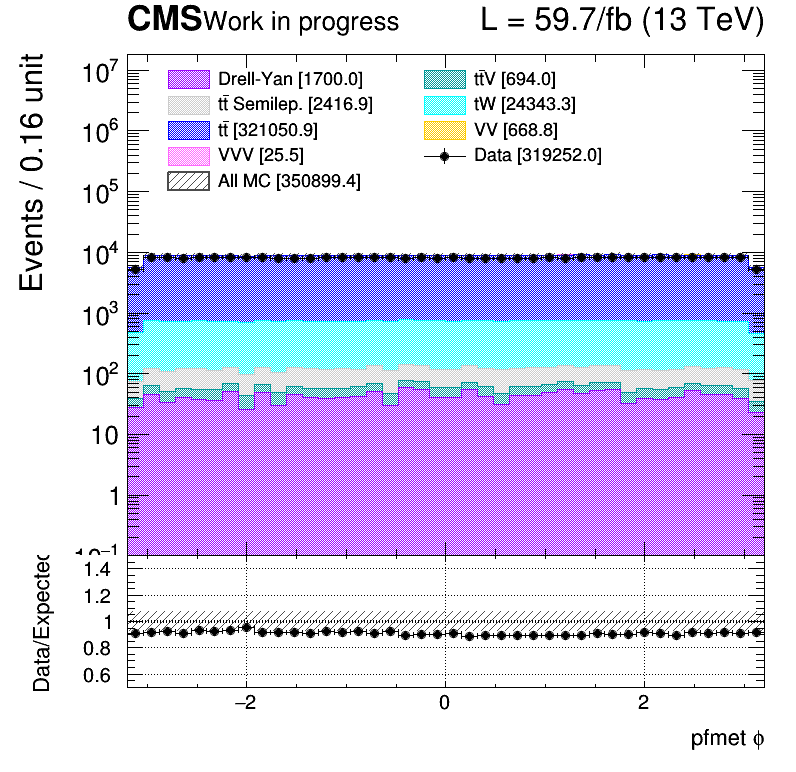 CMS Work in progress L = 59.7/fb (13 TeV)
Events / 0.16 unit
10⁷
10⁶
10⁵
10⁴
10³
10²
10
1
10⁻¹
Drell-Yan [1700.0]
tt̄V [694.0]
tt̄ Semilep. [2416.9]
tW [24343.3]
tt̄ [321050.9]
VV [668.8]
VVV [25.5]
Data [319252.0]
All MC [350899.4]
Data/Expected
1.4
1.2
1
0.8
0.6
−2 0 2
pfmet ϕ